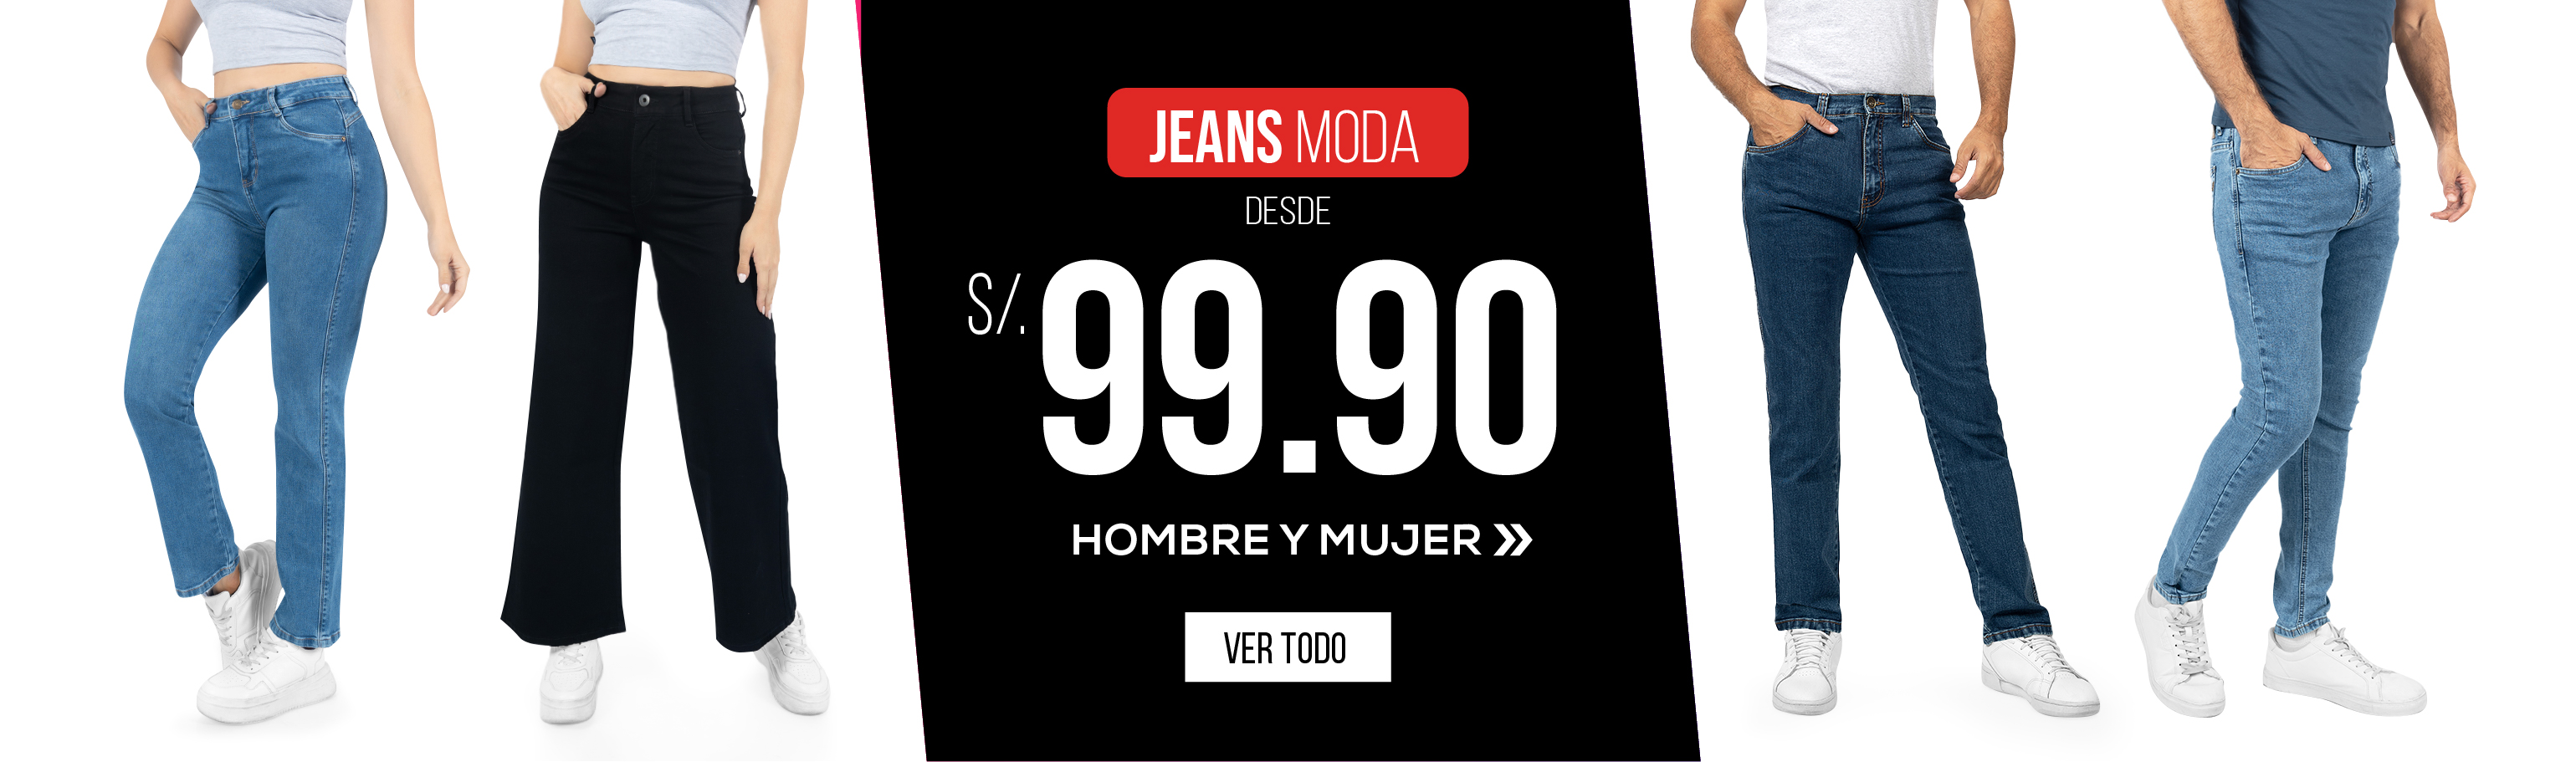 JEANS MODA
DESDE
S/. 99.90
HOMBRE Y MUJER »
VER TODO